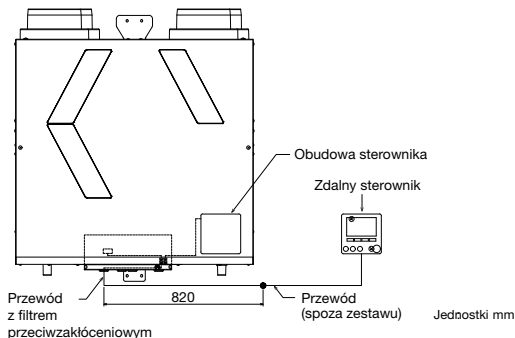 Obudowa sterownika
Zdalny sterownik
820
Przewód
z filtrem
przeciwzakłóceniowym
Przewód
(spoza zestawu)
Jednostki mm